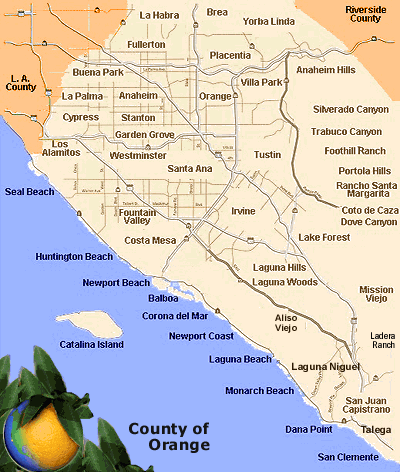 La Habra
Brea
Riverside
County
Yorba Linda
Fullerton
Placentia
Buena Park
Anaheim Hills
L. A.
County
Villa Park
La Palma
Anaheim
Orange
Silverado Canyon
Cypress
Stanton
Trabuco Canyon
Garden Grove
Los
Alamitos
Foothill Ranch
Westminster
Tustin
Santa Ana
Portola Hills
Seal Beach
Rancho Santa
Margarita
Fountain
Valley
Irvine
Coto de Caza
Dove Canyon
Costa Mesa
Lake Forest
Huntington Beach
Laguna Hills
Newport Beach
Laguna Woods
Mission
Viejo
Balboa
Corona del Mar
Aliso
Viejo
Newport Coast
Ladera
Ranch
Catalina Island
Laguna Beach
Laguna Niguel
Monarch Beach
San Juan
Capistrano
County of
Orange
Dana Point
Talega
San Clemente